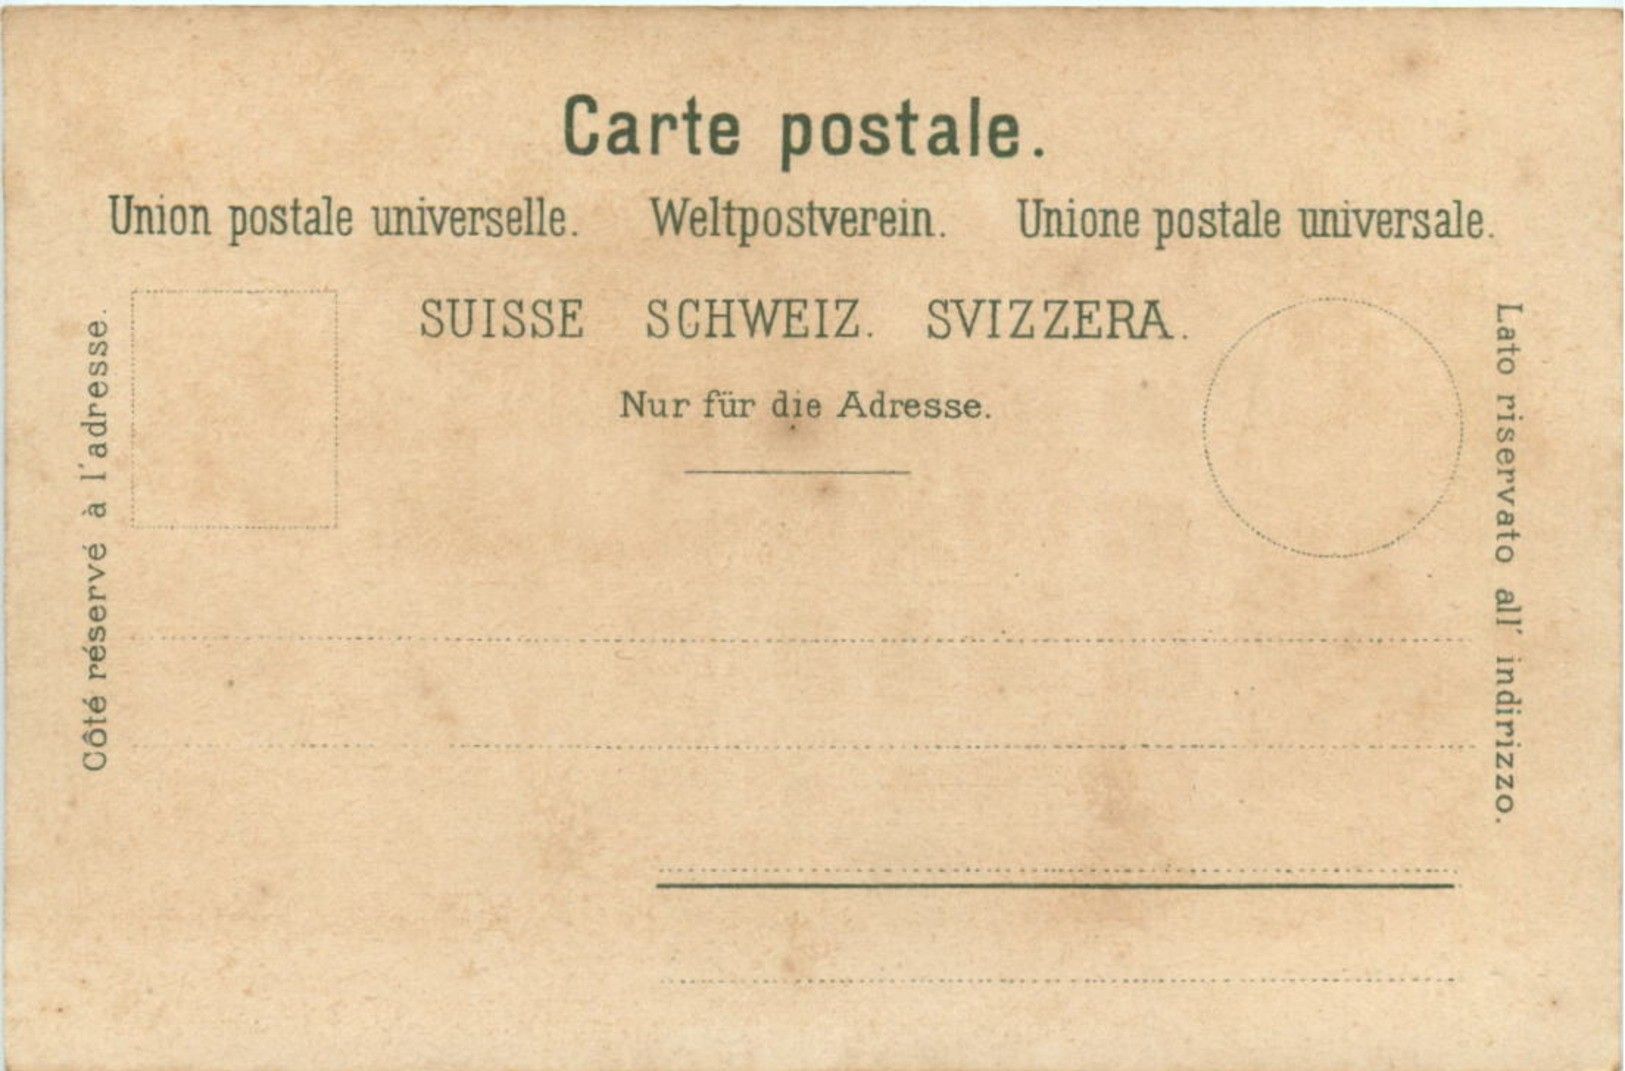 Carte postale.
Union postale universelle. Weltpostverein. Unione postale universale.
SUISSE SCHWEIZ. SVIZZERA.
Nur für die Adresse.
Côté réservé à l'adresse.
Lato riservato all' indirizzo.